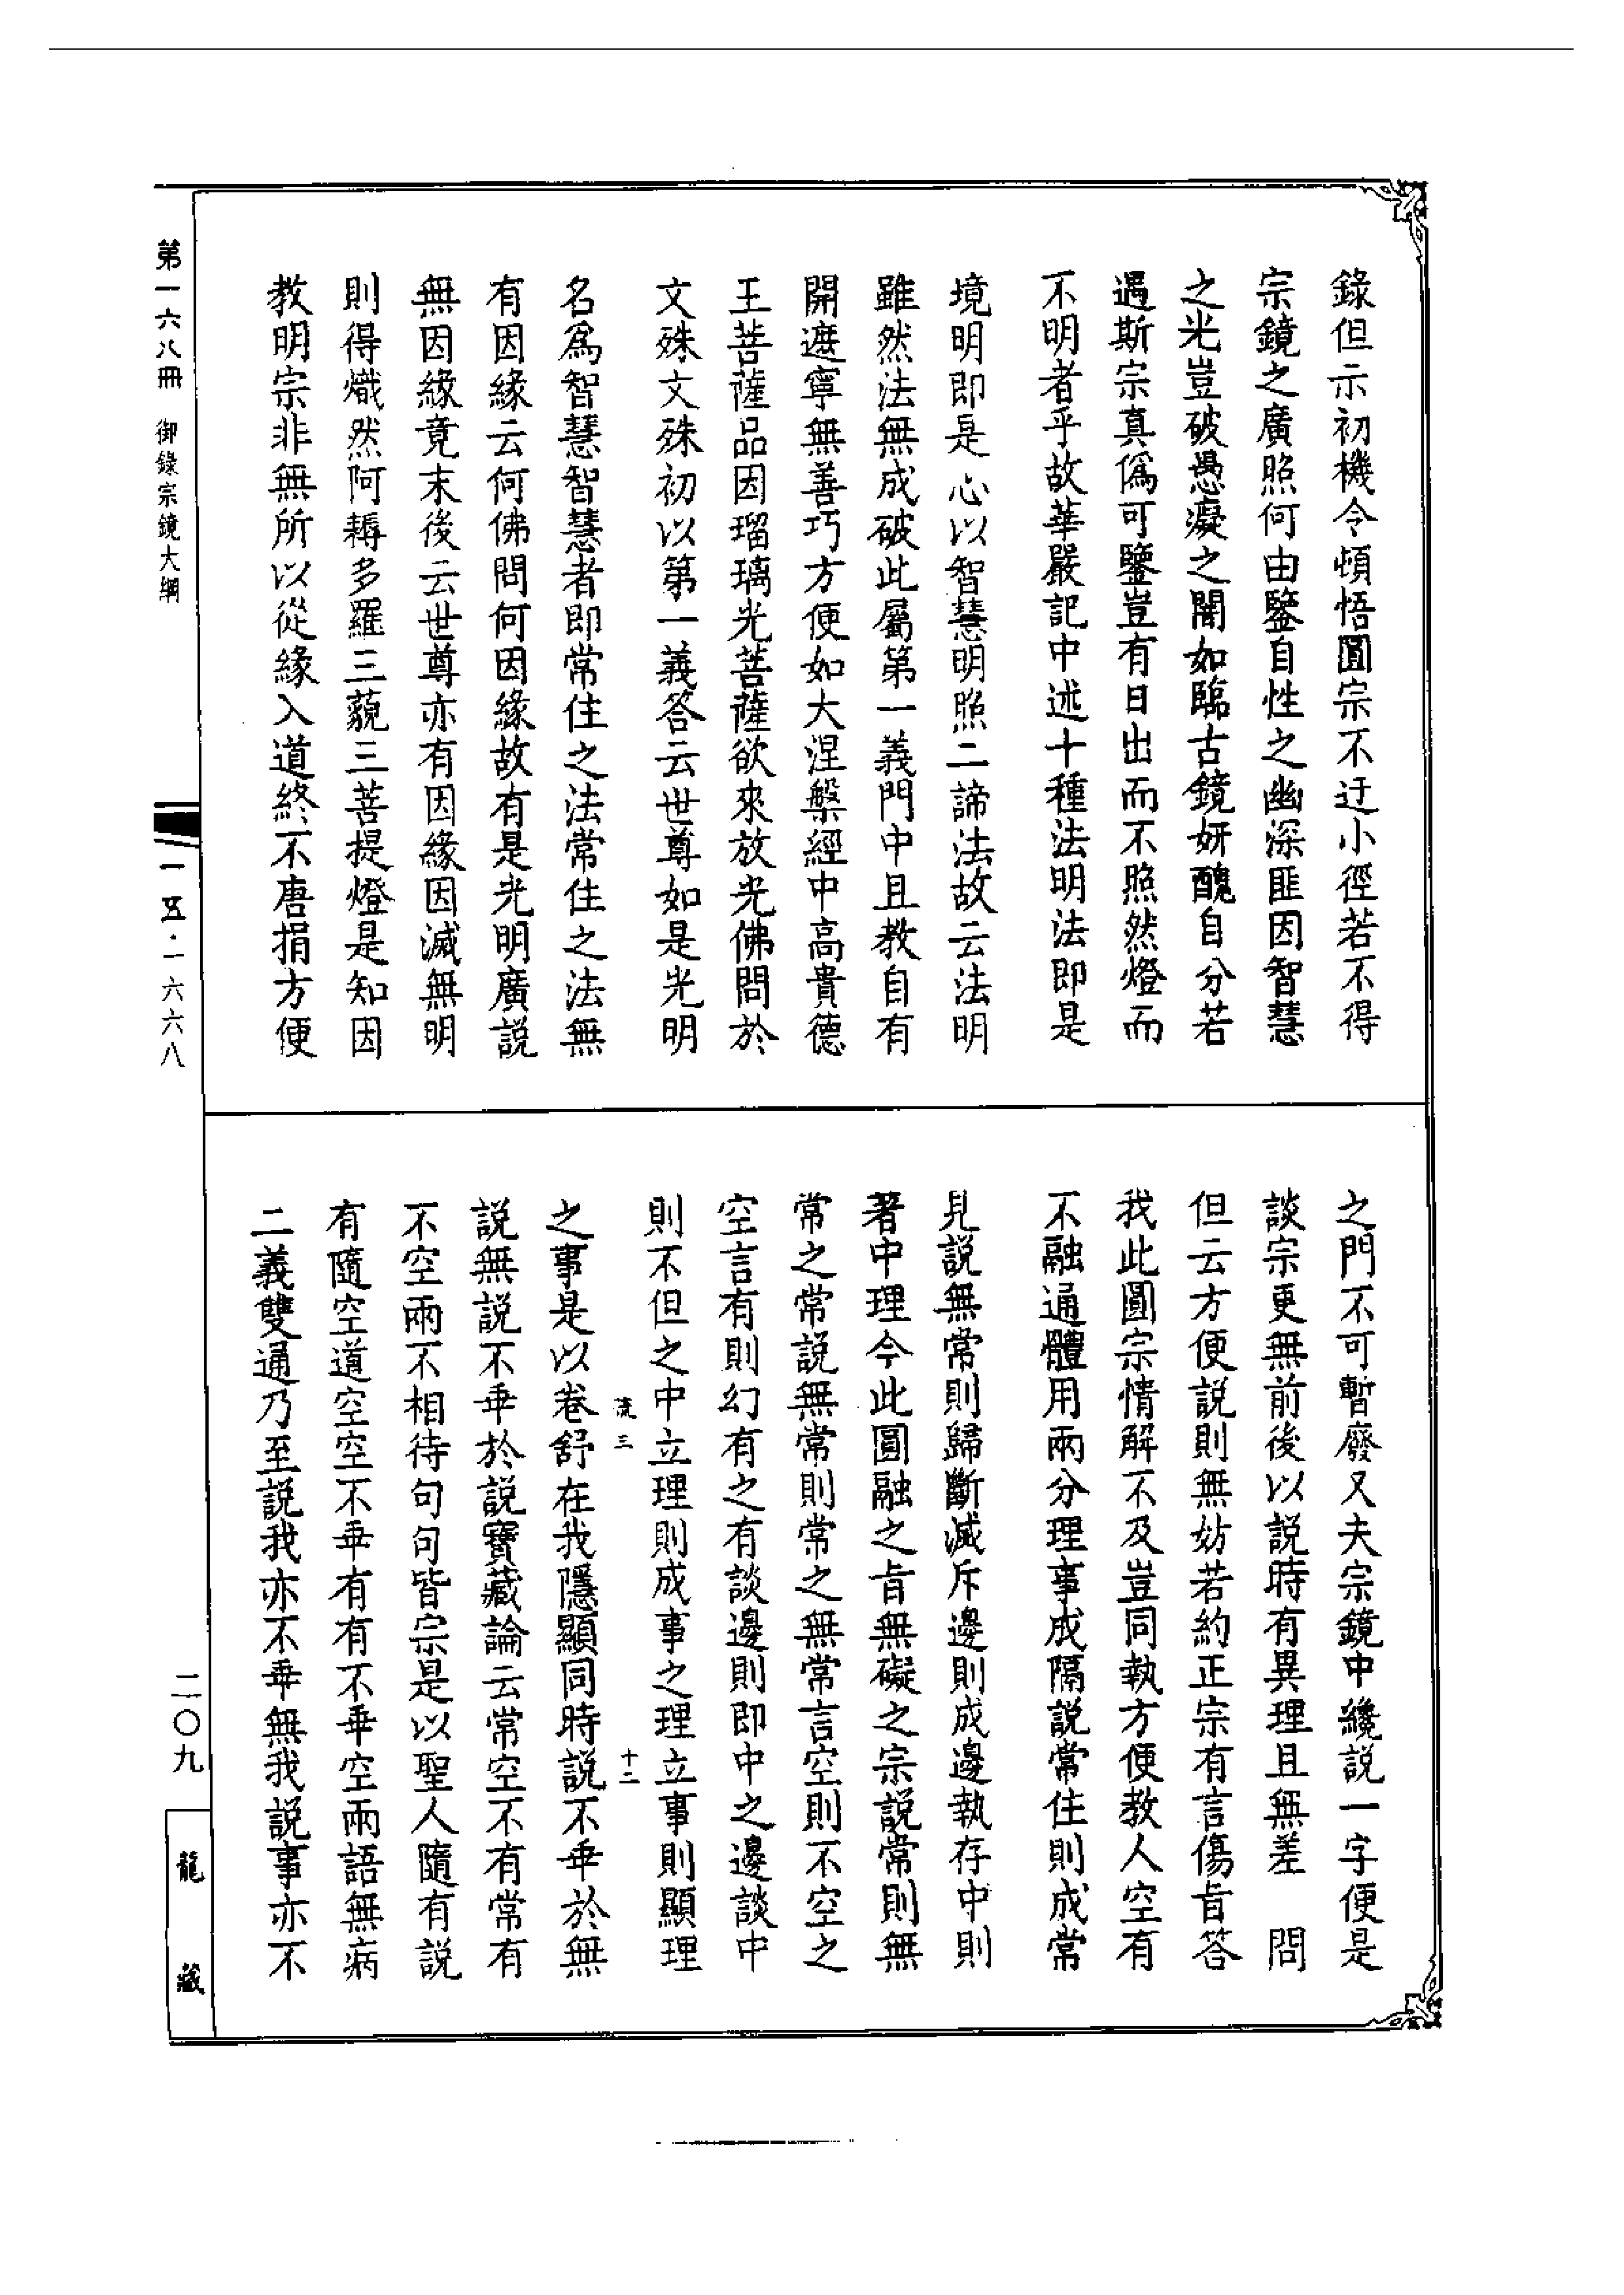 錄但示初機令頓悟圓宗不迂小徑若不得
宗鏡之廣照何由鑒自性之幽深匪因智慧
之光豈破愚癡之闇如臨古鏡妍醜自分若
遇斯宗真僞可鑒豈有日出而不照然燈而
不明者乎故華嚴記中述十種法明法即是
境明即是心以智慧明照二諦法故云法明
雖然法無成破此屬第一義門中且教自有
開遮寧無善巧方便如大涅槃經中高貴德
王菩薩品因瑠璃光菩薩欲來放光佛問於
文殊文殊初以第一義答云世尊如是光明
名爲智慧智慧者即常住之法常住之法無
有因緣云何佛問何因緣故有是光明廣説
無因緣竟末後云世尊亦有因緣因滅無明
則得熾然阿耨多羅三藐三菩提燈是知因
教明宗非無所以從緣入道終不唐捐方便
之門不可暫廢又夫宗鏡中纔説一字便是
談宗更無前後以説時有異理且無差　問
但云方便説則無妨若約正宗有言傷旨答
我此圓宗情解不及豈同執方便教人空有
不融通體用兩分理事成隔説常住則成常
見説無常則歸斷滅斥邊則成邊執存中則
著中理今此圓融之旨無礙之宗説常則無
常之常説無常則常之無常言空則不空之
空言有則幻有之有談邊則即中之邊談中
則不但之中立理則成事之理立事則顯理
之事是以卷舒在我隱顯同時説不乖於無
説無説不乖於説寶藏論云常空不有常有
不空兩不相待句句皆宗是以聖人隨有説
有隨空道空空不乖有有不乖空兩語無病
二義雙通乃至説我亦不乖無我説事亦不
流三
十二
第一六八冊　御錄宗鏡大綱
一五·一六六八
二〇九
龍藏